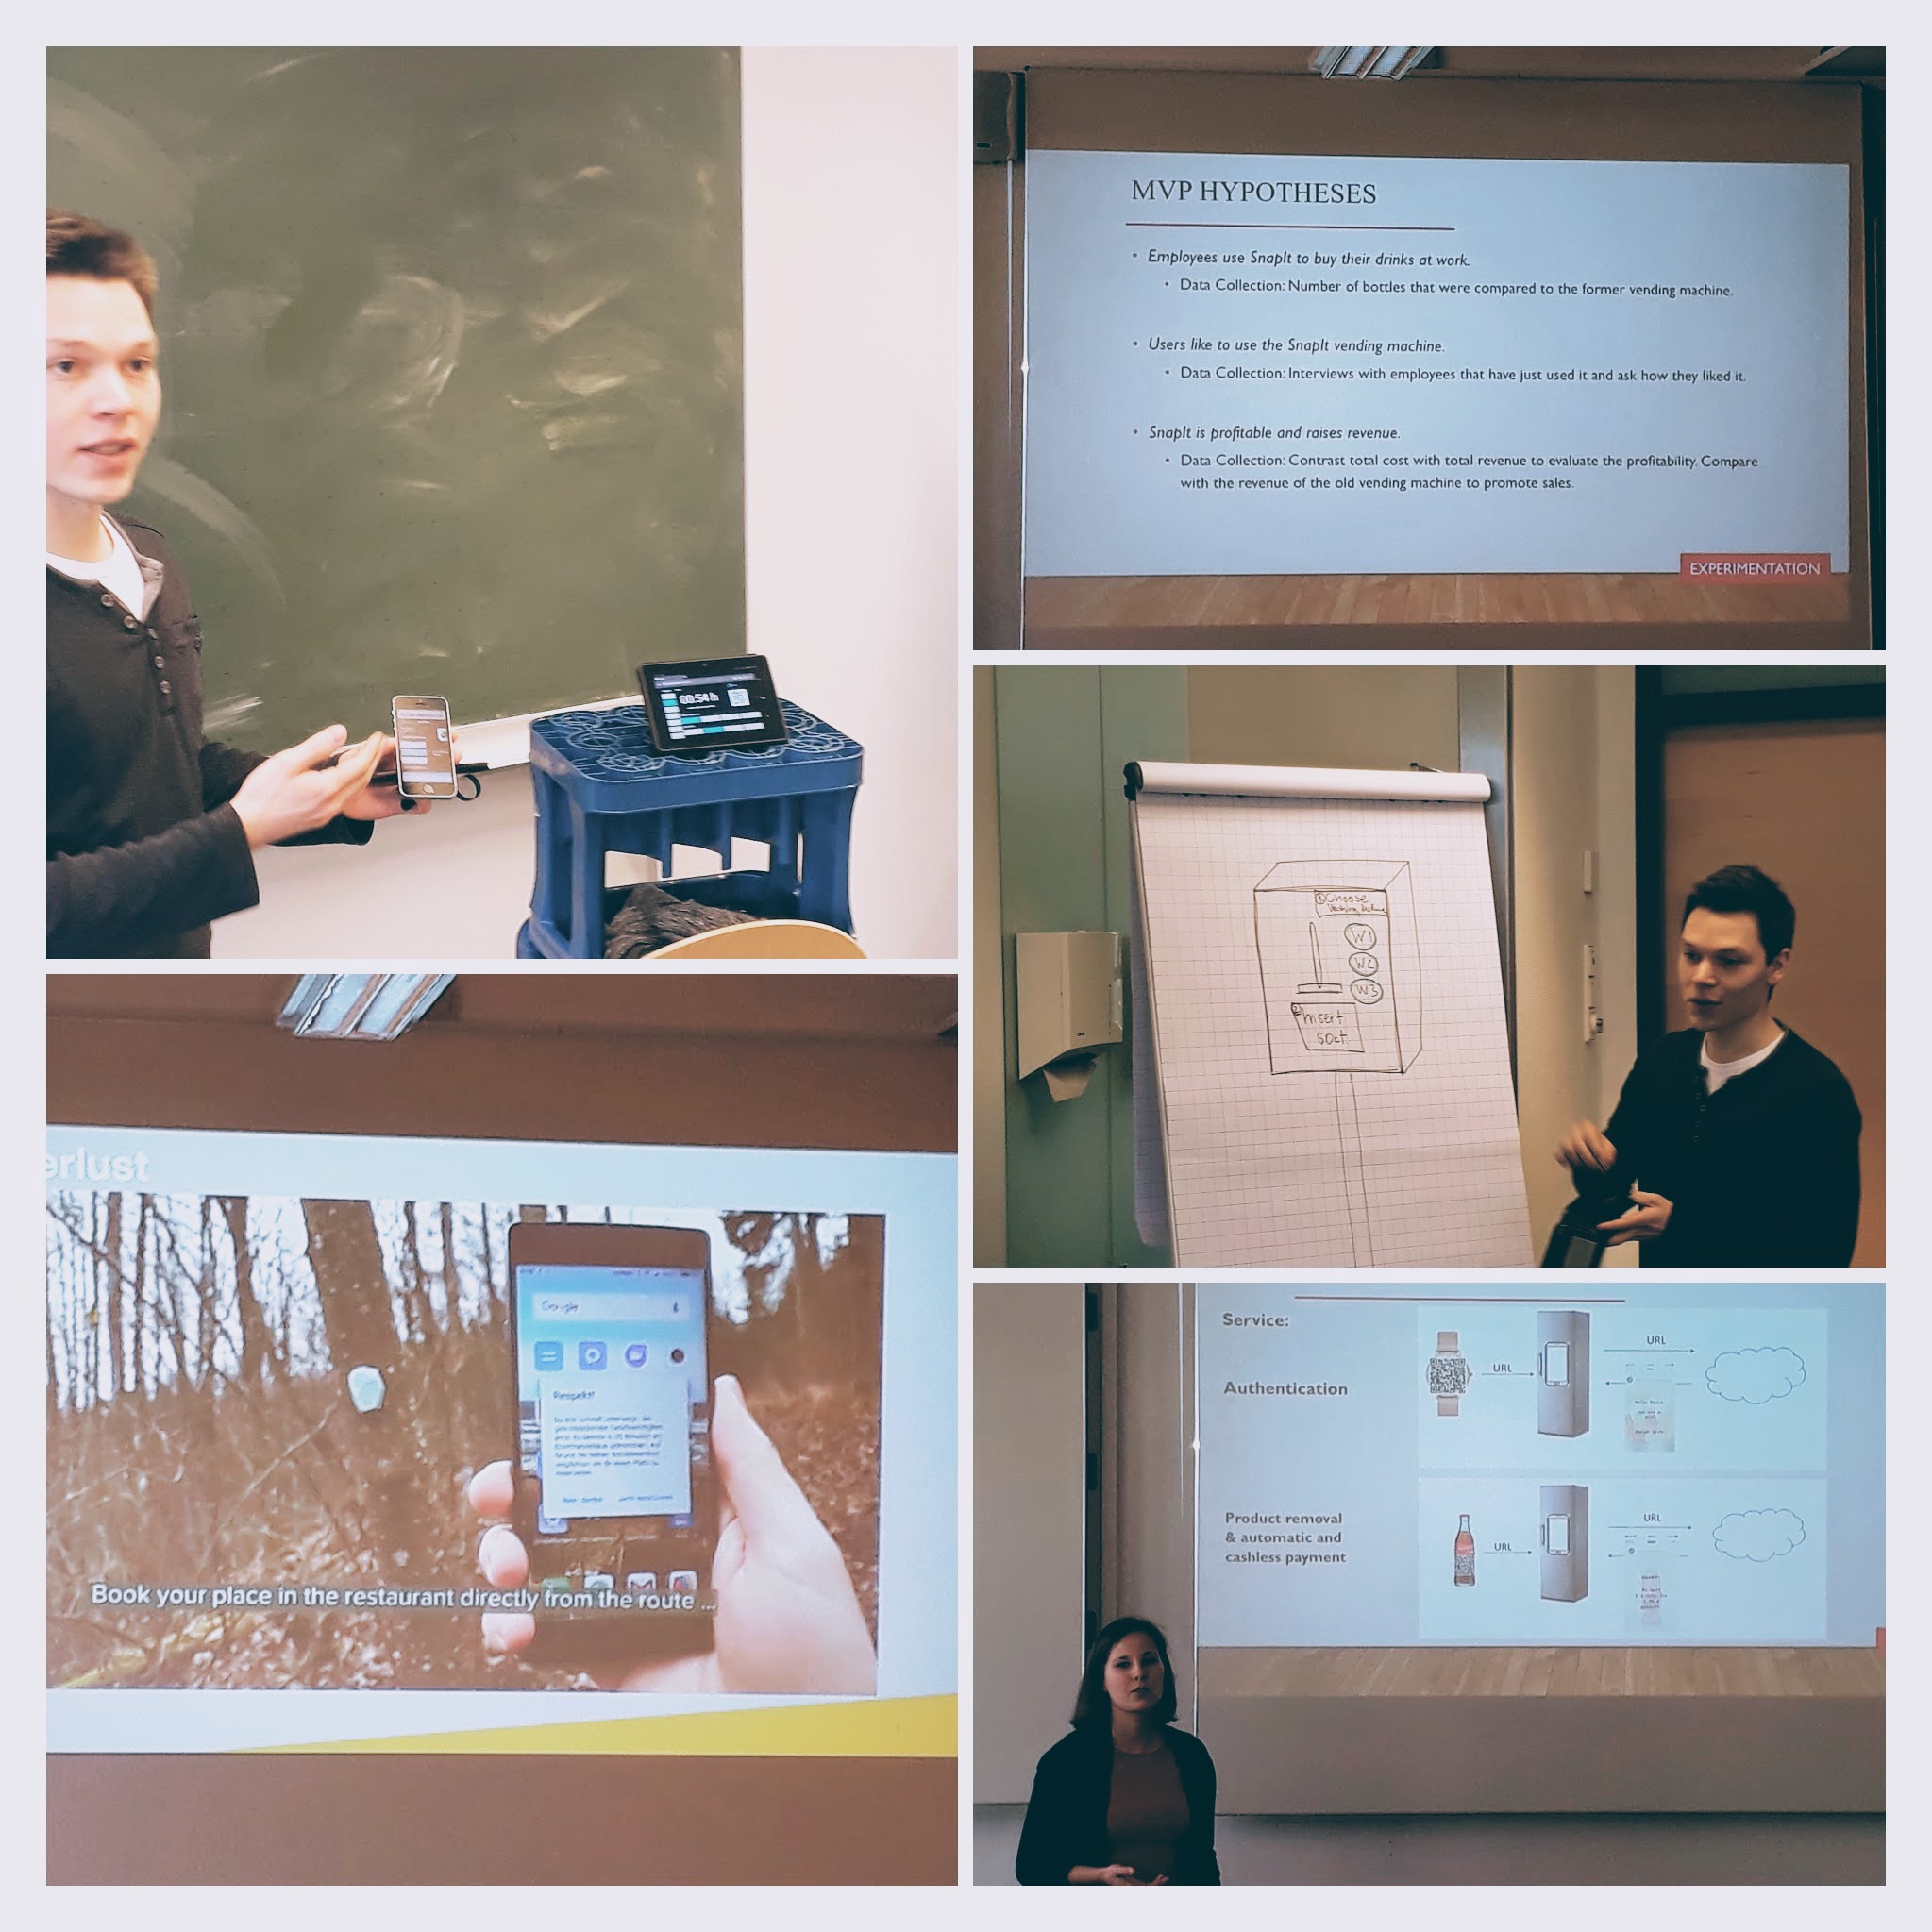 08:54 h
MVP HYPOTHESES
• Employees use SnapIt to buy their drinks at work.
• Data Collection: Number of bottles that were compared to the former vending machine.
• Users like to use the SnapIt vending machine.
• Data Collection: Interviews with employees that have just used it and ask how they liked it.
• SnapIt is profitable and raises revenue.
• Data Collection: Contrast total cost with total revenue to evaluate the profitability. Compare
with the revenue of the old vending machine to promote sales.
EXPERIMENTATION
1 Choose
W1
W2
W3
2 Insert
50ct
erlust
Google
Respekt!
Book your place in the restaurant directly from the route ...
Service:
URL
URL
Authentication
Product removal
& automatic and
cashless payment
URL
URL